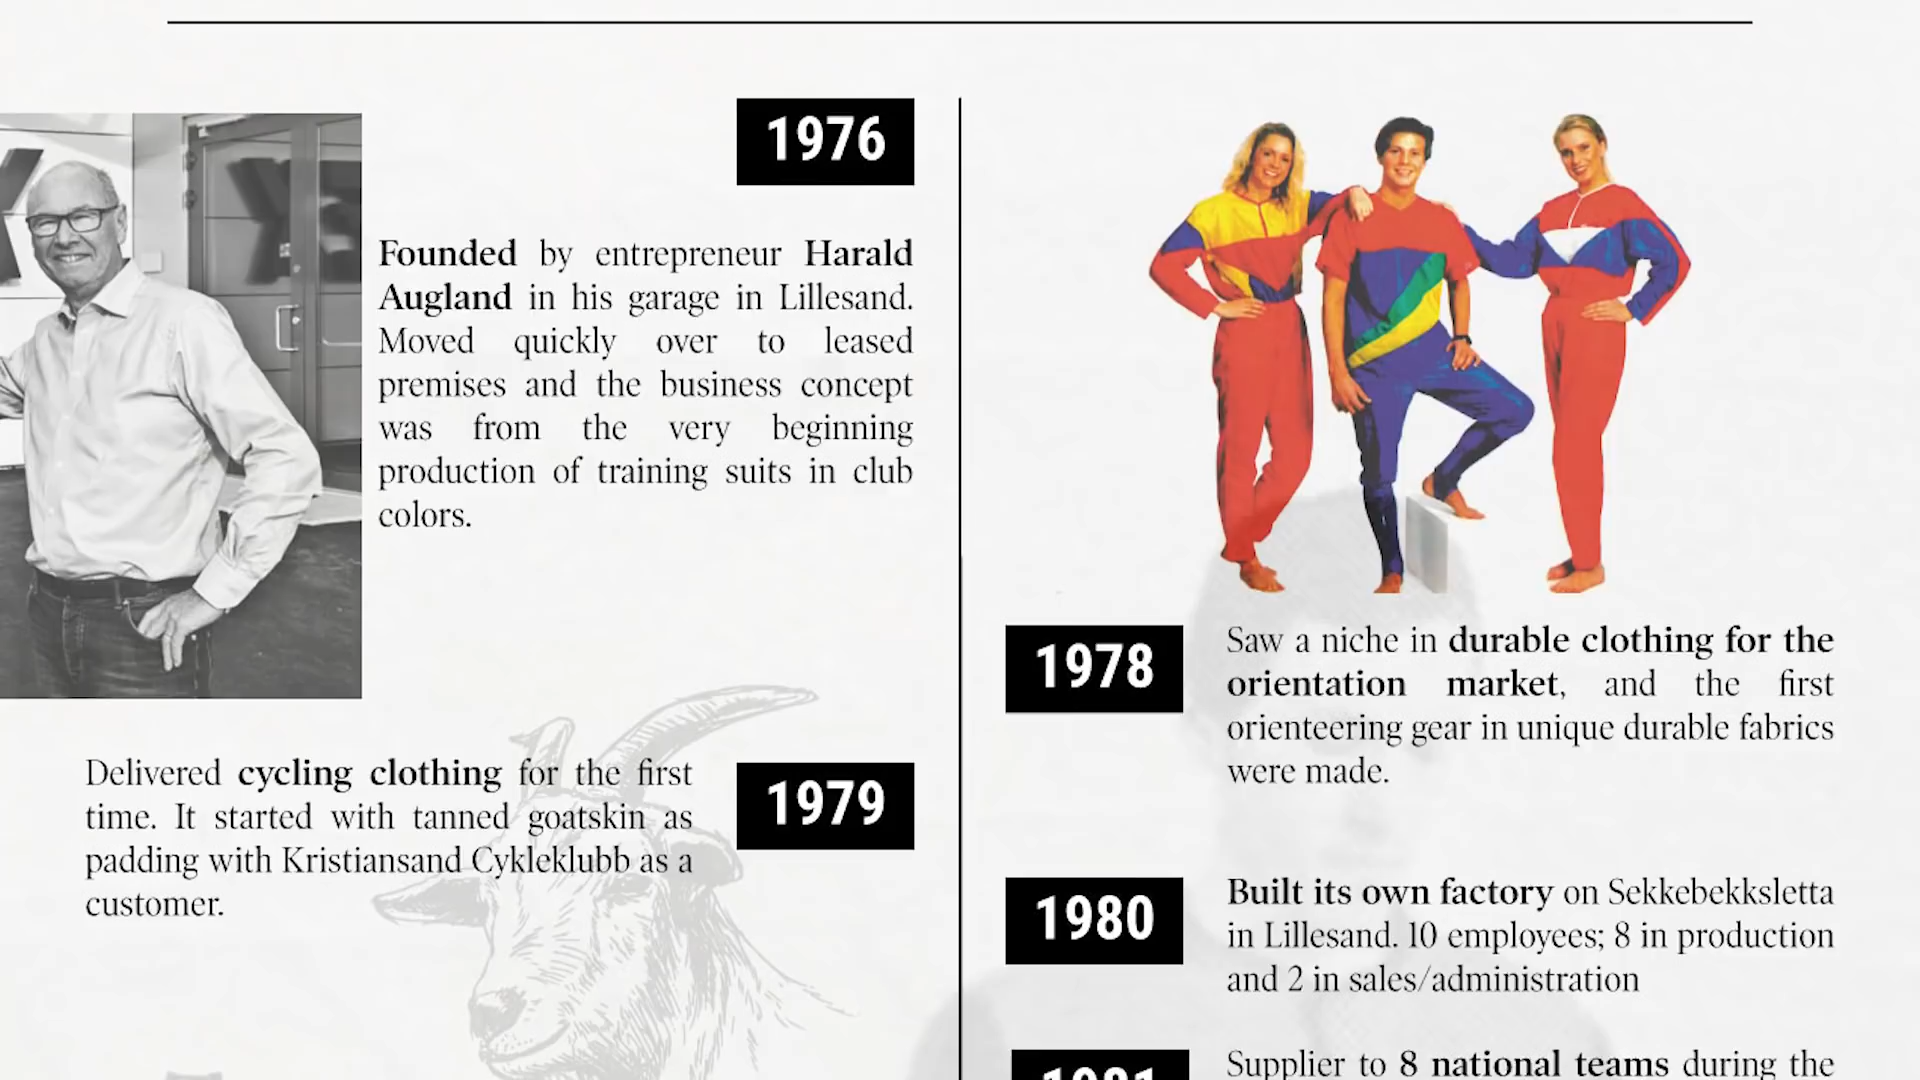 1976
Founded by entrepreneur Harald
Augland in his garage in Lillesand.
Moved quickly over to leased
premises and the business concept
was from the very beginning
production of training suits in club
colors.
1978
Saw a niche in durable clothing for the
orientation market, and the first
orienteering gear in unique durable fabrics
were made.
1979
Delivered cycling clothing for the first
time. It started with tanned goatskin as
padding with Kristiansand Cykleklubb as a
customer.
1980
Built its own factory on Sekkebekksletta
in Lillesand. 10 employees; 8 in production
and 2 in sales/administration
1981
Supplier to 8 national teams during the